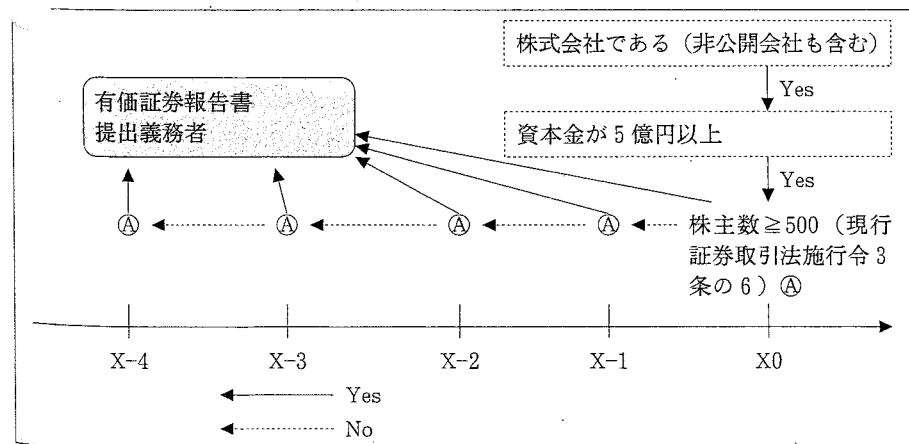 株式会社である（非公開会社も含む）
Yes
有価証券報告書
提出義務者
資本金が5億円以上
Yes
Ⓐ
Ⓐ
Ⓐ
Ⓐ
株主数≧500（現行
証券取引法施行令3
条の6）Ⓐ
X-4
X-3
X-2
X-1
X0
Yes
No